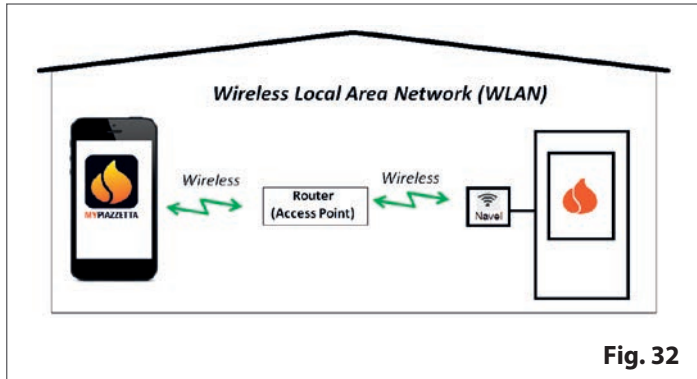 Wireless Local Area Network (WLAN)
MYPIAZZETTA
Wireless
Router
(Access Point)
Wireless
Navel
Fig. 32